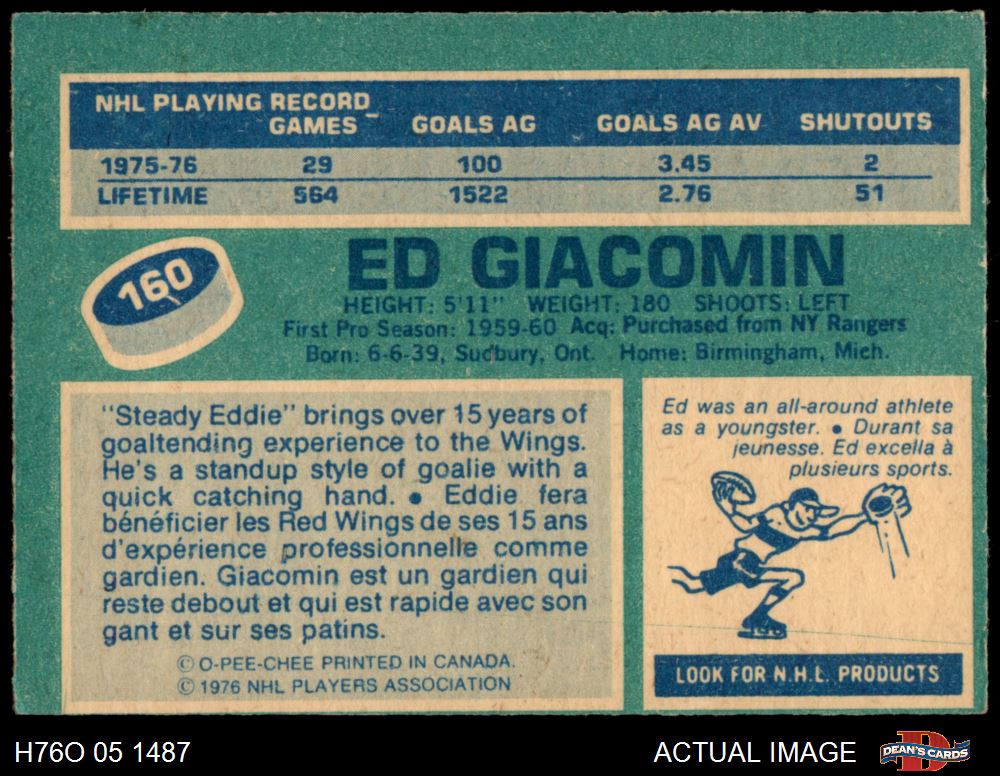 NHL PLAYING RECORD
GAMES GOALS AG GOALS AG AV SHUTOUTS
1975-76 29 100 3.45 2
LIFETIME 564 1522 2.76 51
160
ED GIACOMIN
HEIGHT: 5'11" WEIGHT: 180 SHOOTS: LEFT
First Pro Season: 1959-60 Acq: Purchased from NY Rangers
Born: 6-6-39, Sudbury, Ont. Home: Birmingham, Mich.
"Steady Eddie" brings over 15 years of
goaltending experience to the Wings.
He's a standup style of goalie with a
quick catching hand. • Eddie fera
bénéficier les Red Wings de ses 15 ans
d'expérience professionnelle comme
gardien. Giacomin est un gardien qui
reste debout et qui est rapide avec son
gant et sur ses patins.
© O-PEE-CHEE PRINTED IN CANADA.
© 1976 NHL PLAYERS ASSOCIATION
Ed was an all-around athlete
as a youngster. • Durant sa
jeunesse. Ed excella à
plusieurs sports.
LOOK FOR N.H.L. PRODUCTS
H76O 05 1487 ACTUAL IMAGE DEAN'S CARDS